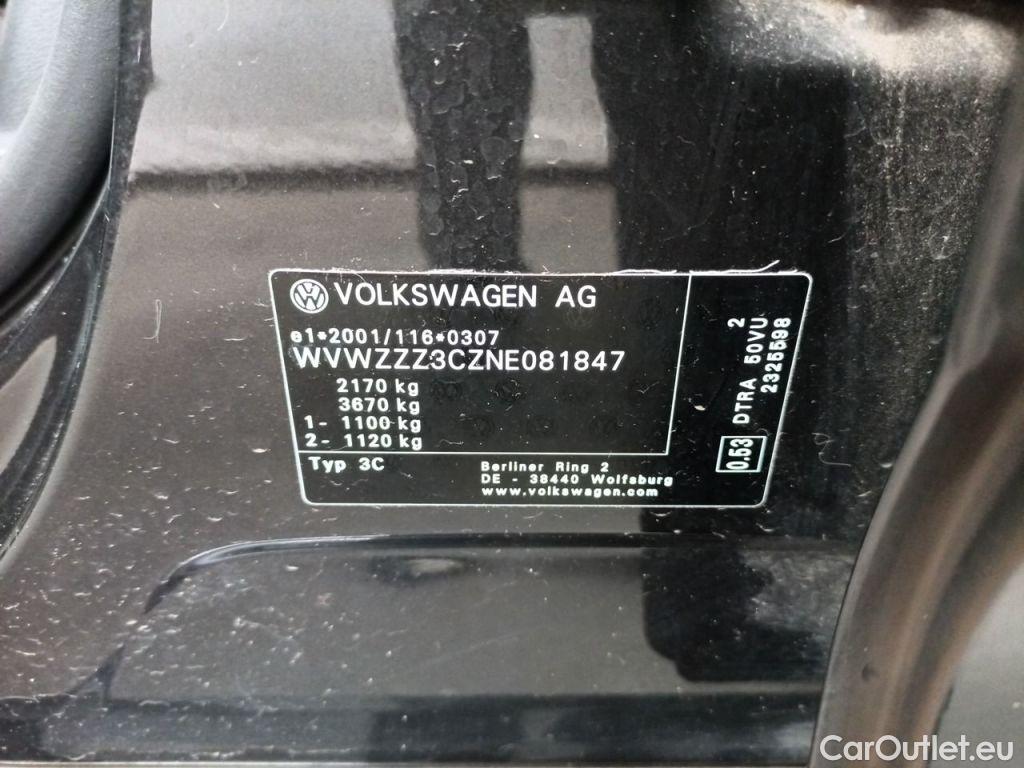 VOLKSWAGEN AG
e1*2001/116*0307
WVWZZZ3CZNE081847
2170 kg
3670 kg
1- 1100 kg
2- 1120 kg
Typ 3C
Berliner Ring 2
DE - 38440 Wolfsburg
www.volkswagen.com
0.53 DTRA 50VU 2
2325598
CarOutlet.eu